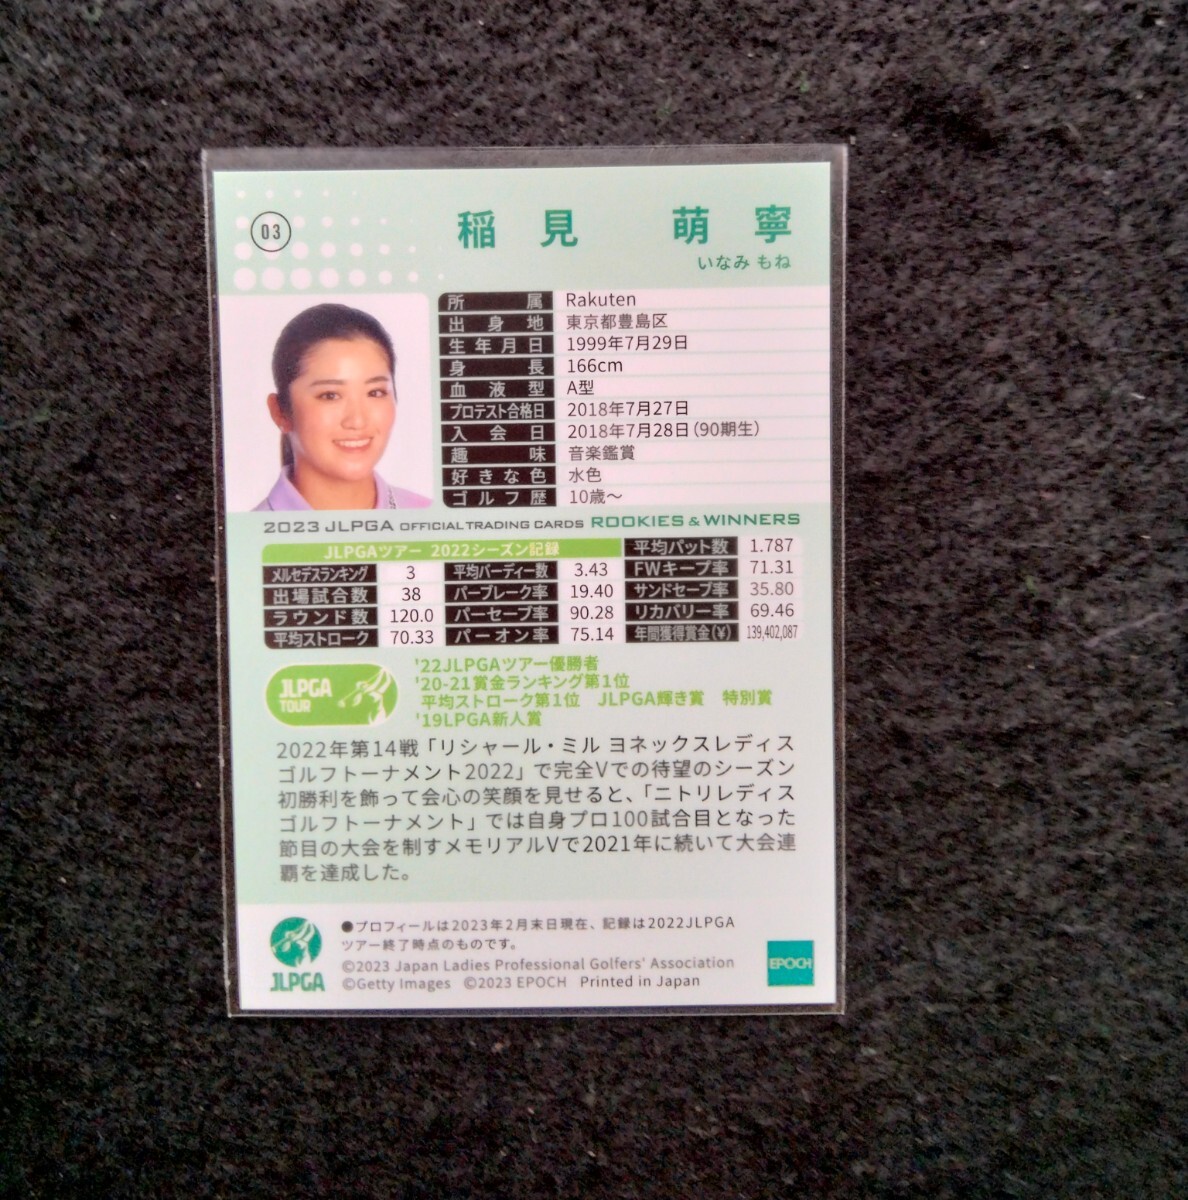 03
稲見 萌寧
いなみ もね
所属 Rakuten
出身地 東京都豊島区
生年月日 1999年7月29日
身長 166cm
血液型 A型
プロテスト合格日 2018年7月27日
入会日 2018年7月28日(90期生)
趣味 音楽鑑賞
好きな色 水色
ゴルフ歴 10歳〜
2023 JLPGA OFFICIAL TRADING CARDS ROOKIES & WINNERS
JLPGAツアー 2022シーズン記録 平均パット数 1.787
メルセデスランキング 3 平均バーディー数 3.43 FWキープ率 71.31
出場試合数 38 パーブレーク率 19.40 サンドセーブ率 35.80
ラウンド数 120.0 パーセーブ率 90.28 リカバリー率 69.46
平均ストローク 70.33 パーオン率 75.14 年間獲得賞金(¥) 139,402,087
JLPGA
TOUR
'22JLPGAツアー優勝者
'20-21賞金ランキング第1位
平均ストローク第1位 JLPGA輝き賞 特別賞
'19LPGA新人賞
2022年第14戦「リシャール・ミル ヨネックスレディス
ゴルフトーナメント2022」で完全Vでの待望のシーズン
初勝利を飾って会心の笑顔を見せると、「ニトリレディス
ゴルフトーナメント」では自身プロ100試合目となった
節目の大会を制すメモリアルVで2021年に続いて大会連
覇を達成した。
●プロフィールは2023年2月末日現在、記録は2022JLPGA
ツアー終了時点のものです。
©2023 Japan Ladies Professional Golfers' Association
©Getty Images ©2023 EPOCH Printed in Japan
JLPGA
EPOCH